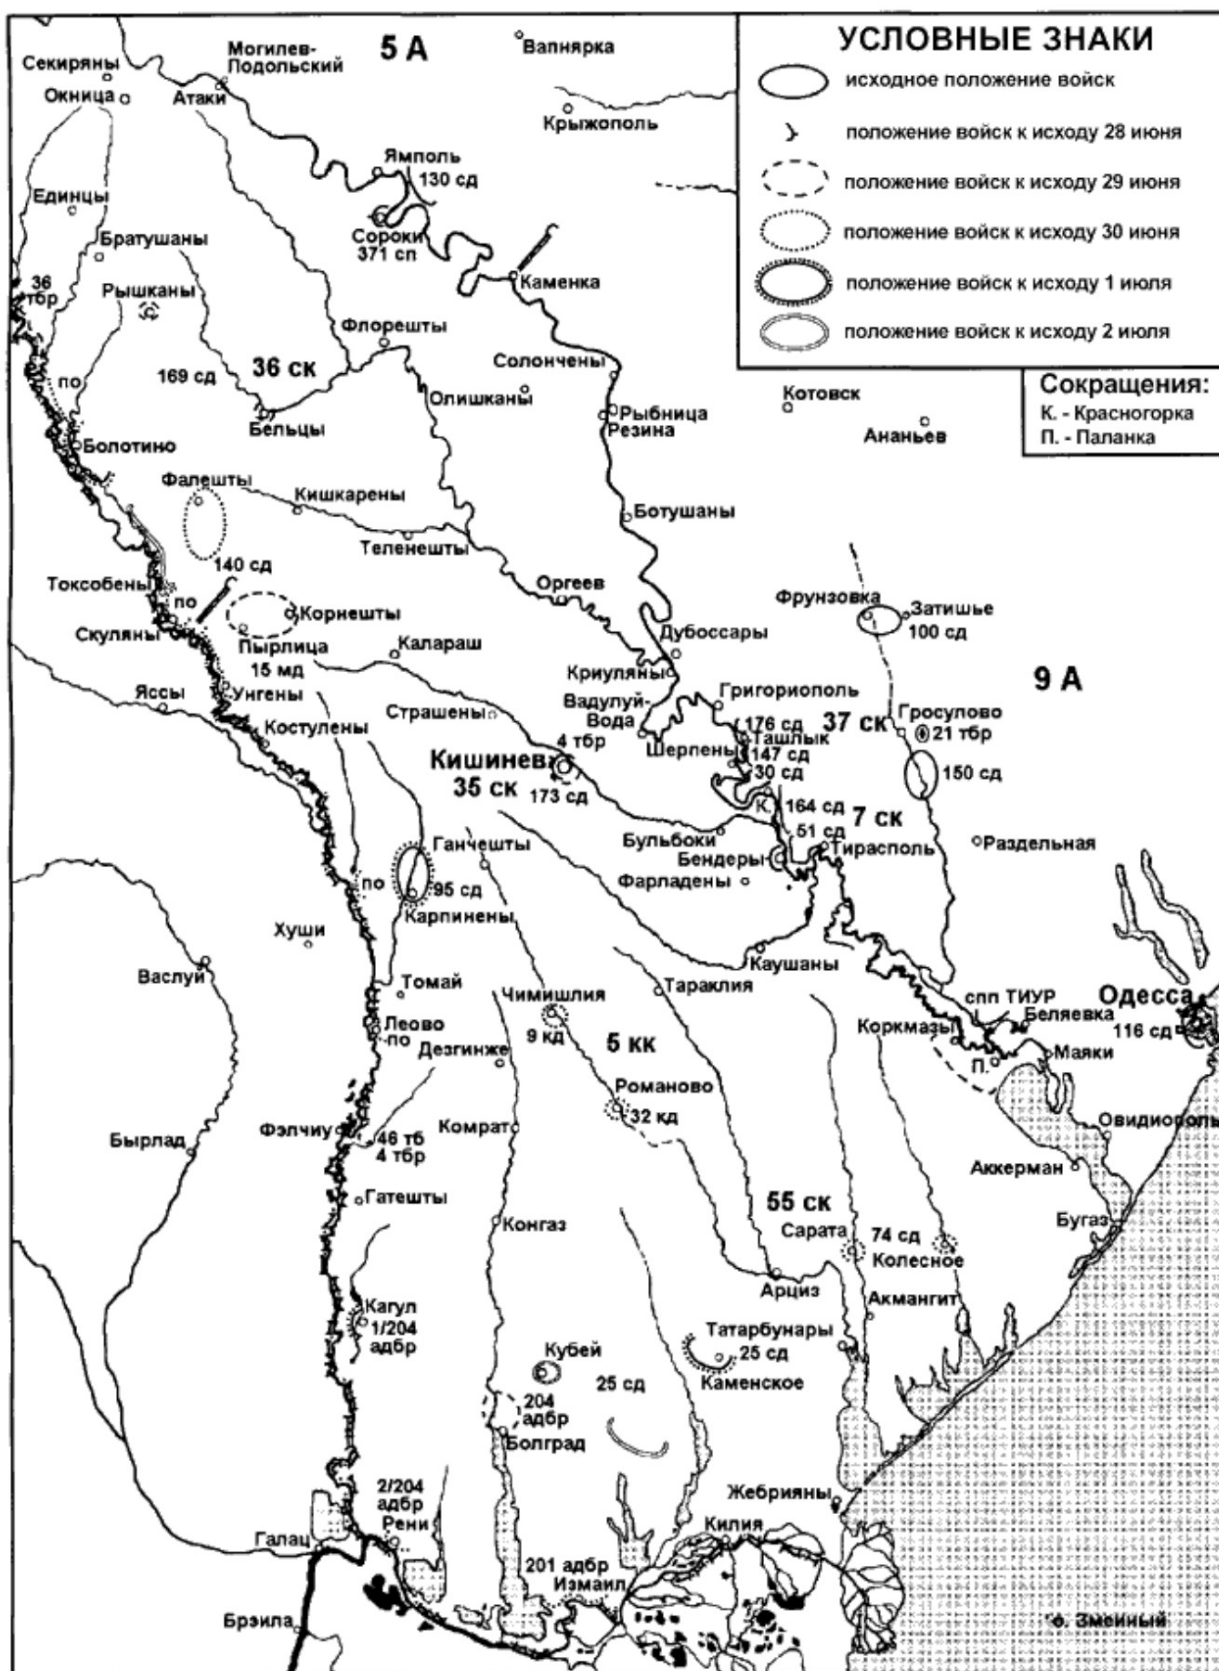 УСЛОВНЫЕ ЗНАКИ
исходное положение войск
положение войск к исходу 28 июня
положение войск к исходу 29 июня
положение войск к исходу 30 июня
положение войск к исходу 1 июля
положение войск к исходу 2 июля
Сокращения:
К. - Красногорка
П. - Паланка
5 А
Вапнярка
Могилев-
Подольский
Секиряны
Окница
Атаки
Крыжополь
Ямполь
130 сд
Единцы
Сороки
371 сп
Братушаны
36
тбр
Рышканы
Каменка
Флорешты
169 сд
36 ск
Солончены
по
Олишканы
Котовск
Рыбница
Резина
Бельцы
Ананьев
Болотино
Фалешты
Кишкарены
Ботушаны
Теленешты
140 сд
Токсобены
Оргеев
Фрунзовка
Затишье
100 сд
по
Корнешты
Скуляны
Пырлица
15 мд
Калараш
Дубоссары
Криуляны
9 А
Яссы
Унгены
Страшены
Вадулуй-
Вода
Григориополь
Костулены
4 тбр
176 сд
37 ск
Гросулово
21 тбр
Ташлык
Шерпены
147 сд
Кишинев
35 ск
173 сд
30 сд
150 сд
К.
164 сд
7 ск
51 сд
Бульбоки
Бендеры
Тирасполь
Раздельная
Ганчешты
Фарладены
по
95 сд
Карпинены
Хуши
Васлуй
Каушаны
Томай
Чимишлия
Тараклия
спп ТИУР
Одесса
Леово
по
9 кд
5 кк
Коркмазы
Беляевка
116 сд
Дезгинже
П.
Маяки
Романово
32 кд
Фэлчиу
46 тб
4 тбр
Комрат
Овидиополь
Бырлад
Аккерман
Гатешты
55 ск
Конгаз
Сарата
74 сд
Бугаз
Колесное
Арциз
Акмангит
Кагул
1/204
адбр
Татарбунары
25 сд
Кубей
25 сд
Каменское
204
адбр
Болград
2/204
адбр
Рени
Жебрияны
Галац
Килия
201 адбр
Измаил
Брэила
о. Змеиный